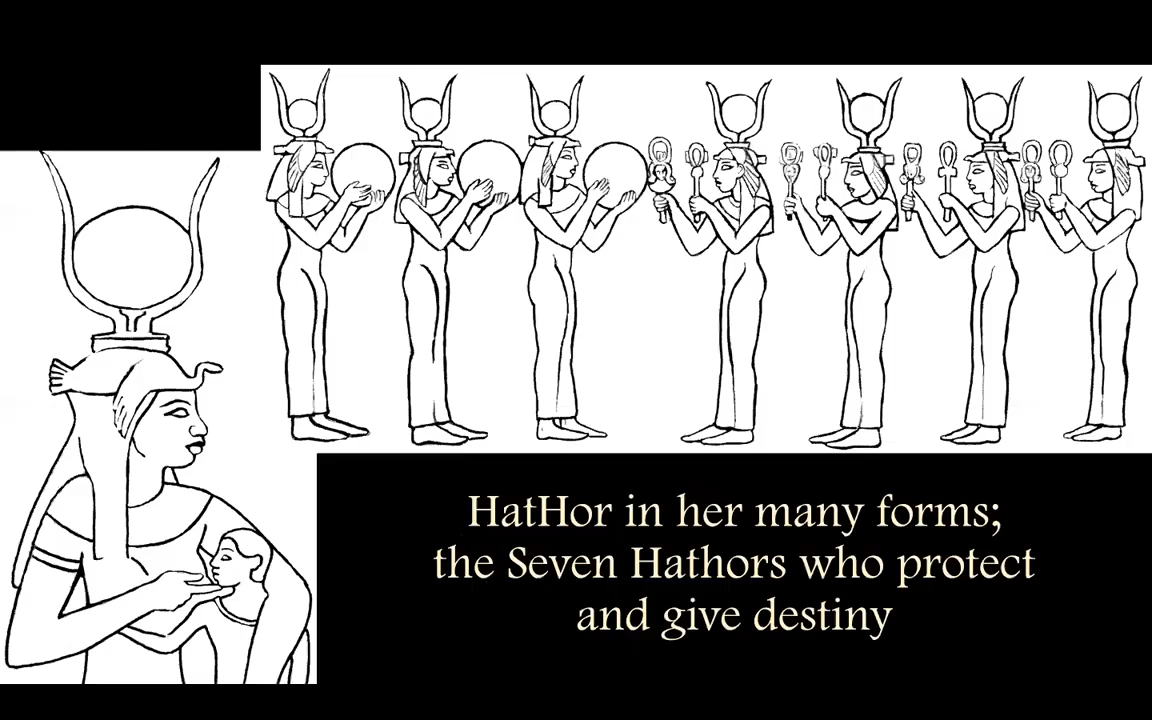 HatHor in her many forms;
the Seven Hathors who protect
and give destiny